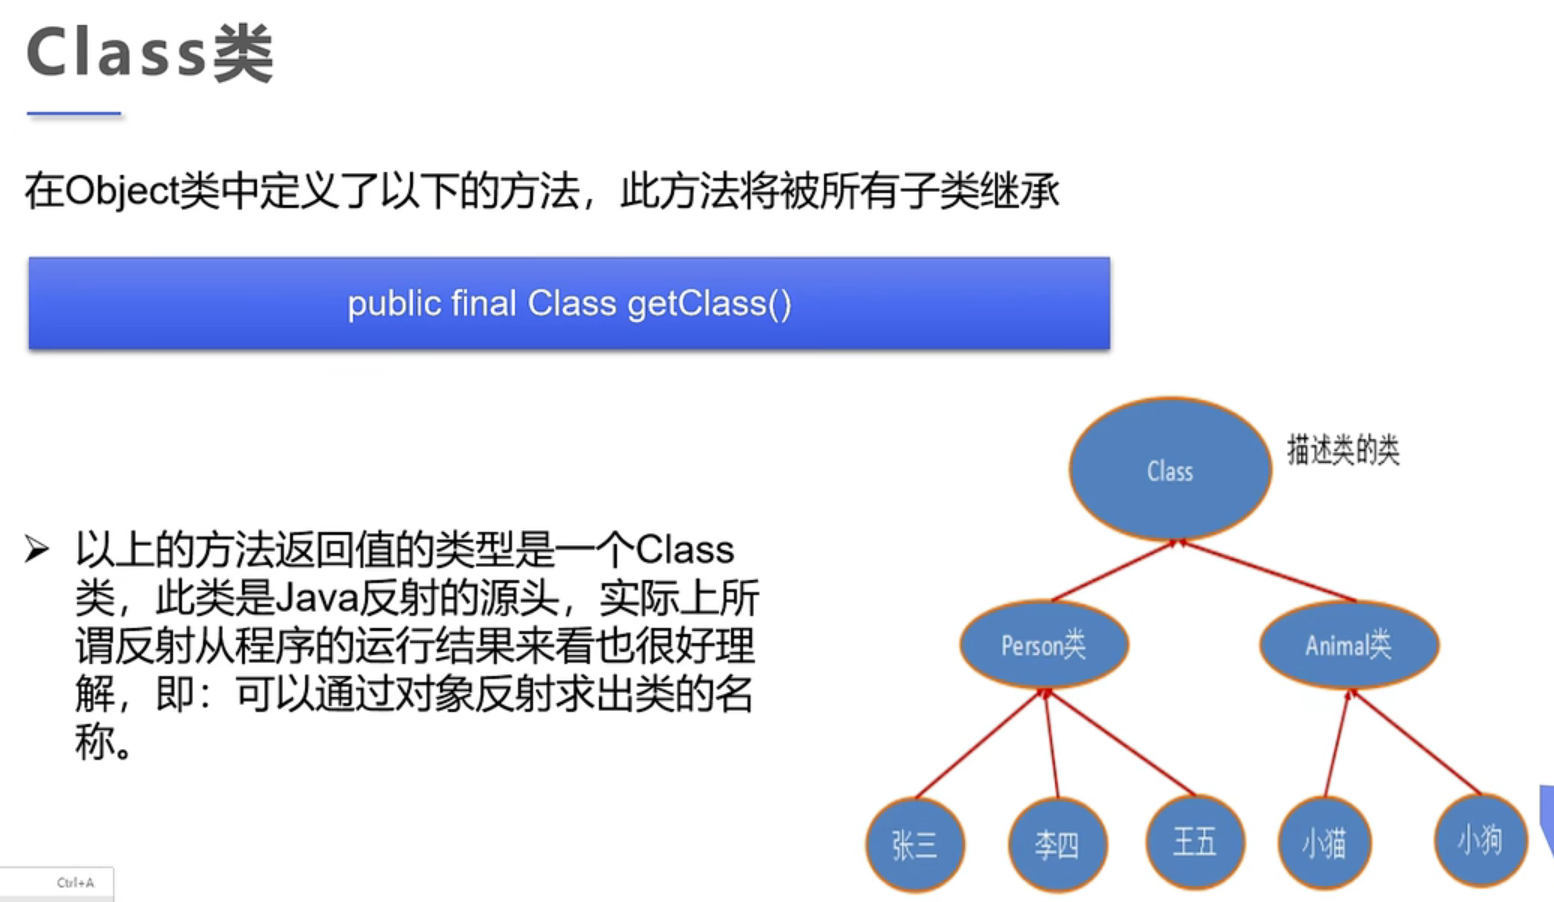 Class类
在Object类中定义了以下的方法，此方法将被所有子类继承
public final Class getClass()
Class
描述类的类
➢ 以上的方法返回值的类型是一个Class
类，此类是Java反射的源头，实际上所
谓反射从程序的运行结果来看也很好理
解，即：可以通过对象反射求出类的名
称。
Person类
Animal类
张三
李四
王五
小猫
小狗
Ctrl+A